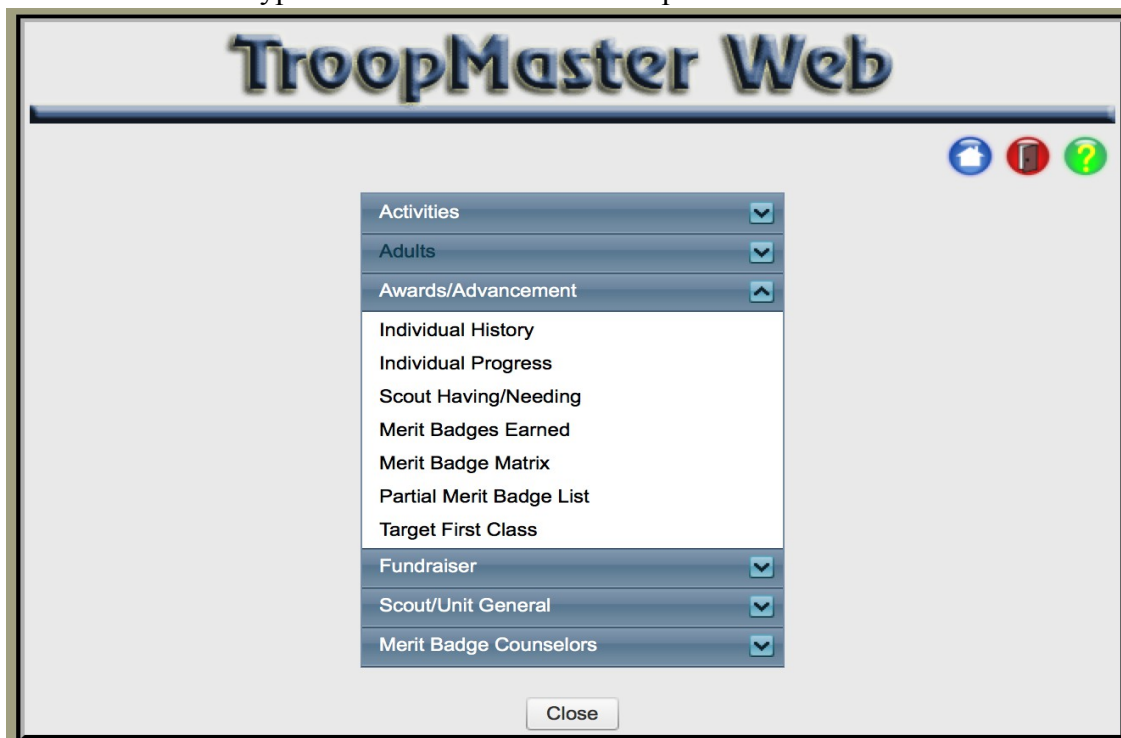 TroopMaster Web
?
Activities
Adults
Awards/Advancement
Individual History
Individual Progress
Scout Having/Needing
Merit Badges Earned
Merit Badge Matrix
Partial Merit Badge List
Target First Class
Fundraiser
Scout/Unit General
Merit Badge Counselors
Close